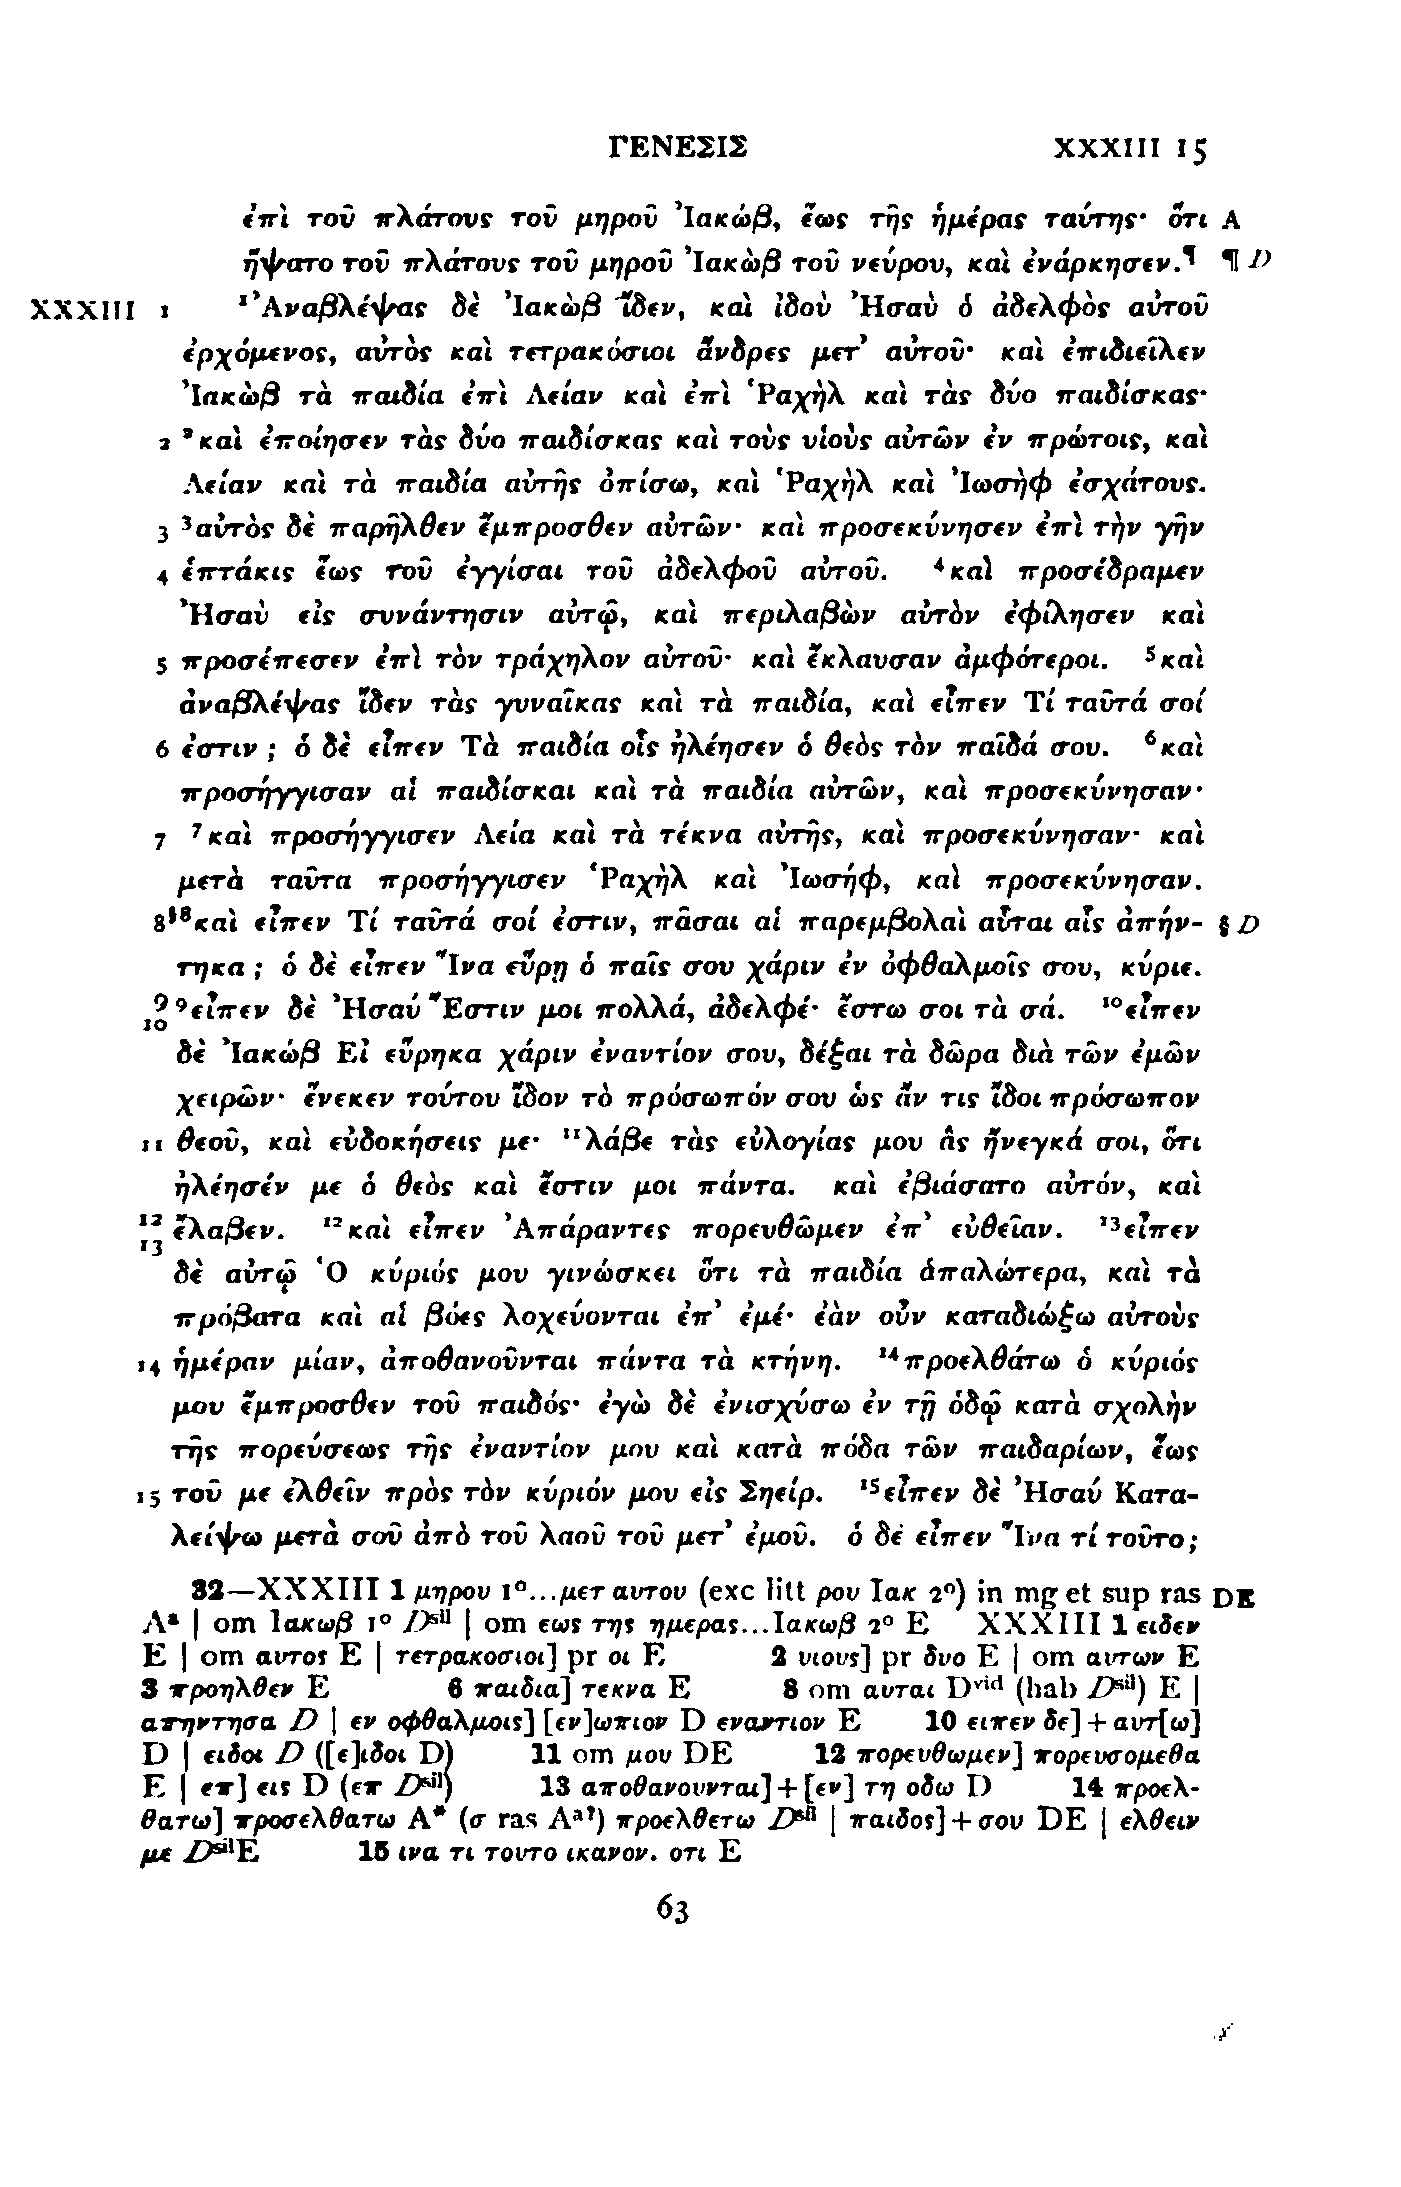 ΓΕΝΕΣΙΣ XXXIII 15
ἐπὶ τοῦ πλάτους τοῦ μηροῦ Ἰακώβ, ἕως τῆς ἡμέρας ταύτης· ὅτι A
ἥψατο τοῦ πλάτους τοῦ μηροῦ Ἰακὼβ τοῦ νεύρου, καὶ ἐνάρκησεν.¶ ¶ D
XXXIII 1 ¹Ἀναβλέψας δὲ Ἰακὼβ ἴδεν, καὶ ἰδοὺ Ἠσαὺ ὁ ἀδελφὸς αὐτοῦ
ἐρχόμενος, αὐτὸς καὶ τετρακόσιοι ἄνδρες μετ᾽ αὐτοῦ· καὶ ἐπιδιεῖλεν
Ἰακὼβ τὰ παιδία ἐπὶ Λείαν καὶ ἐπὶ Ῥαχὴλ καὶ τὰς δύο παιδίσκας·
2 ²καὶ ἐποίησεν τὰς δύο παιδίσκας καὶ τοὺς υἱοὺς αὐτῶν ἐν πρώτοις, καὶ
Λείαν καὶ τὰ παιδία αὐτῆς ὀπίσω, καὶ Ῥαχὴλ καὶ Ἰωσὴφ ἐσχάτους.
3 ³αὐτὸς δὲ παρῆλθεν ἔμπροσθεν αὐτῶν· καὶ προσεκύνησεν ἐπὶ τὴν γῆν
4 ἑπτάκις ἕως τοῦ ἐγγίσαι τοῦ ἀδελφοῦ αὐτοῦ. ⁴καὶ προσέδραμεν
Ἠσαὺ εἰς συνάντησιν αὐτῷ, καὶ περιλαβὼν αὐτὸν ἐφίλησεν καὶ
5 προσέπεσεν ἐπὶ τὸν τράχηλον αὐτοῦ· καὶ ἔκλαυσαν ἀμφότεροι. ⁵καὶ
ἀναβλέψας ἴδεν τὰς γυναῖκας καὶ τὰ παιδία, καὶ εἶπεν Τί ταῦτά σοί
6 ἐστιν ; ὁ δὲ εἶπεν Τὰ παιδία οἷς ἠλέησεν ὁ θεὸς τὸν παῖδά σου. ⁶καὶ
προσήγγισαν αἱ παιδίσκαι καὶ τὰ παιδία αὐτῶν, καὶ προσεκύνησαν·
7 ⁷καὶ προσήγγισεν Λεία καὶ τὰ τέκνα αὐτῆς, καὶ προσεκύνησαν· καὶ
μετὰ ταῦτα προσήγγισεν Ῥαχὴλ καὶ Ἰωσήφ, καὶ προσεκύνησαν.
8 §⁸καὶ εἶπεν Τί ταῦτά σοί ἐστιν, πᾶσαι αἱ παρεμβολαὶ αὗται αἷς ἀπήν- § D
τηκα ; ὁ δὲ εἶπεν Ἵνα εὕρῃ ὁ παῖς σου χάριν ἐν ὀφθαλμοῖς σου, κύριε.
9 ⁹εἶπεν δὲ Ἠσαύ Ἔστιν μοι πολλά, ἀδελφέ· ἔστω σοι τὰ σά. ¹⁰εἶπεν
10 δὲ Ἰακώβ Εἰ εὕρηκα χάριν ἐναντίον σου, δέξαι τὰ δῶρα διὰ τῶν ἐμῶν
χειρῶν· ἕνεκεν τούτου ἴδον τὸ πρόσωπόν σου ὡς ἄν τις ἴδοι πρόσωπον
11 θεοῦ, καὶ εὐδοκήσεις με· ¹¹λάβε τὰς εὐλογίας μου ἃς ἤνεγκά σοι, ὅτι
ἠλέησέν με ὁ θεὸς καὶ ἔστιν μοι πάντα. καὶ ἐβιάσατο αὐτόν, καὶ
12 ἔλαβεν. ¹²καὶ εἶπεν Ἀπάραντες πορευθῶμεν ἐπ᾽ εὐθεῖαν. ¹³εἶπεν
13 δὲ αὐτῷ Ὁ κύριός μου γινώσκει ὅτι τὰ παιδία ἁπαλώτερα, καὶ τὰ
πρόβατα καὶ αἱ βόες λοχεύονται ἐπ᾽ ἐμέ· ἐὰν οὖν καταδιώξω αὐτοὺς
14 ἡμέραν μίαν, ἀποθανοῦνται πάντα τὰ κτήνη. ¹⁴προελθάτω ὁ κύριός
μου ἔμπροσθεν τοῦ παιδός· ἐγὼ δὲ ἐνισχύσω ἐν τῇ ὁδῷ κατὰ σχολὴν
τῆς πορεύσεως τῆς ἐναντίον μου καὶ κατὰ πόδα τῶν παιδαρίων, ἕως
15 τοῦ με ἐλθεῖν πρὸς τὸν κύριόν μου εἰς Σηείρ. ¹⁵εἶπεν δὲ Ἠσαύ Κατα-
λείψω μετὰ σοῦ ἀπὸ τοῦ λαοῦ τοῦ μετ᾽ ἐμοῦ. ὁ δὲ εἶπεν Ἵνα τί τοῦτο;
32—XXXIII 1 μηρου 1°...μετ αυτου (exc litt ρου Ιακ 2°) in mg et sup ras DE
Aᵃ | om Ιακωβ 1° Dˢⁱˡ | om εως της ημερας...Ιακωβ 2° E XXXIII 1 ειδεν
E | om αυτος E | τετρακοσιοι] pr οι E 2 υιους] pr δυο E | om αυτων E
3 προηλθεν E 6 παιδια] τεκνα E 8 om αυται Dᵛⁱᵈ (hab Dˢⁱˡ) E |
απηντησα D | εν οφθαλμοις] [εν]ωπιον D εναντιον E 10 ειπεν δε] + αυτ[ω]
D | ειδοι D ([ε]ιδοι D) 11 om μου DE 12 πορευθωμεν] πορευσομεθα
E | επ] εις D (επ Dˢⁱˡ) 13 αποθανουνται] + [εν] τη οδω D 14 προελ-
θατω] προσελθατω A* (σ ras Aᵃ?) προελθετω Dˢⁱˡ | παιδος] + σου DE | ελθειν
με DˢⁱˡE 15 ινα τι τουτο ικανον. οτι E
63